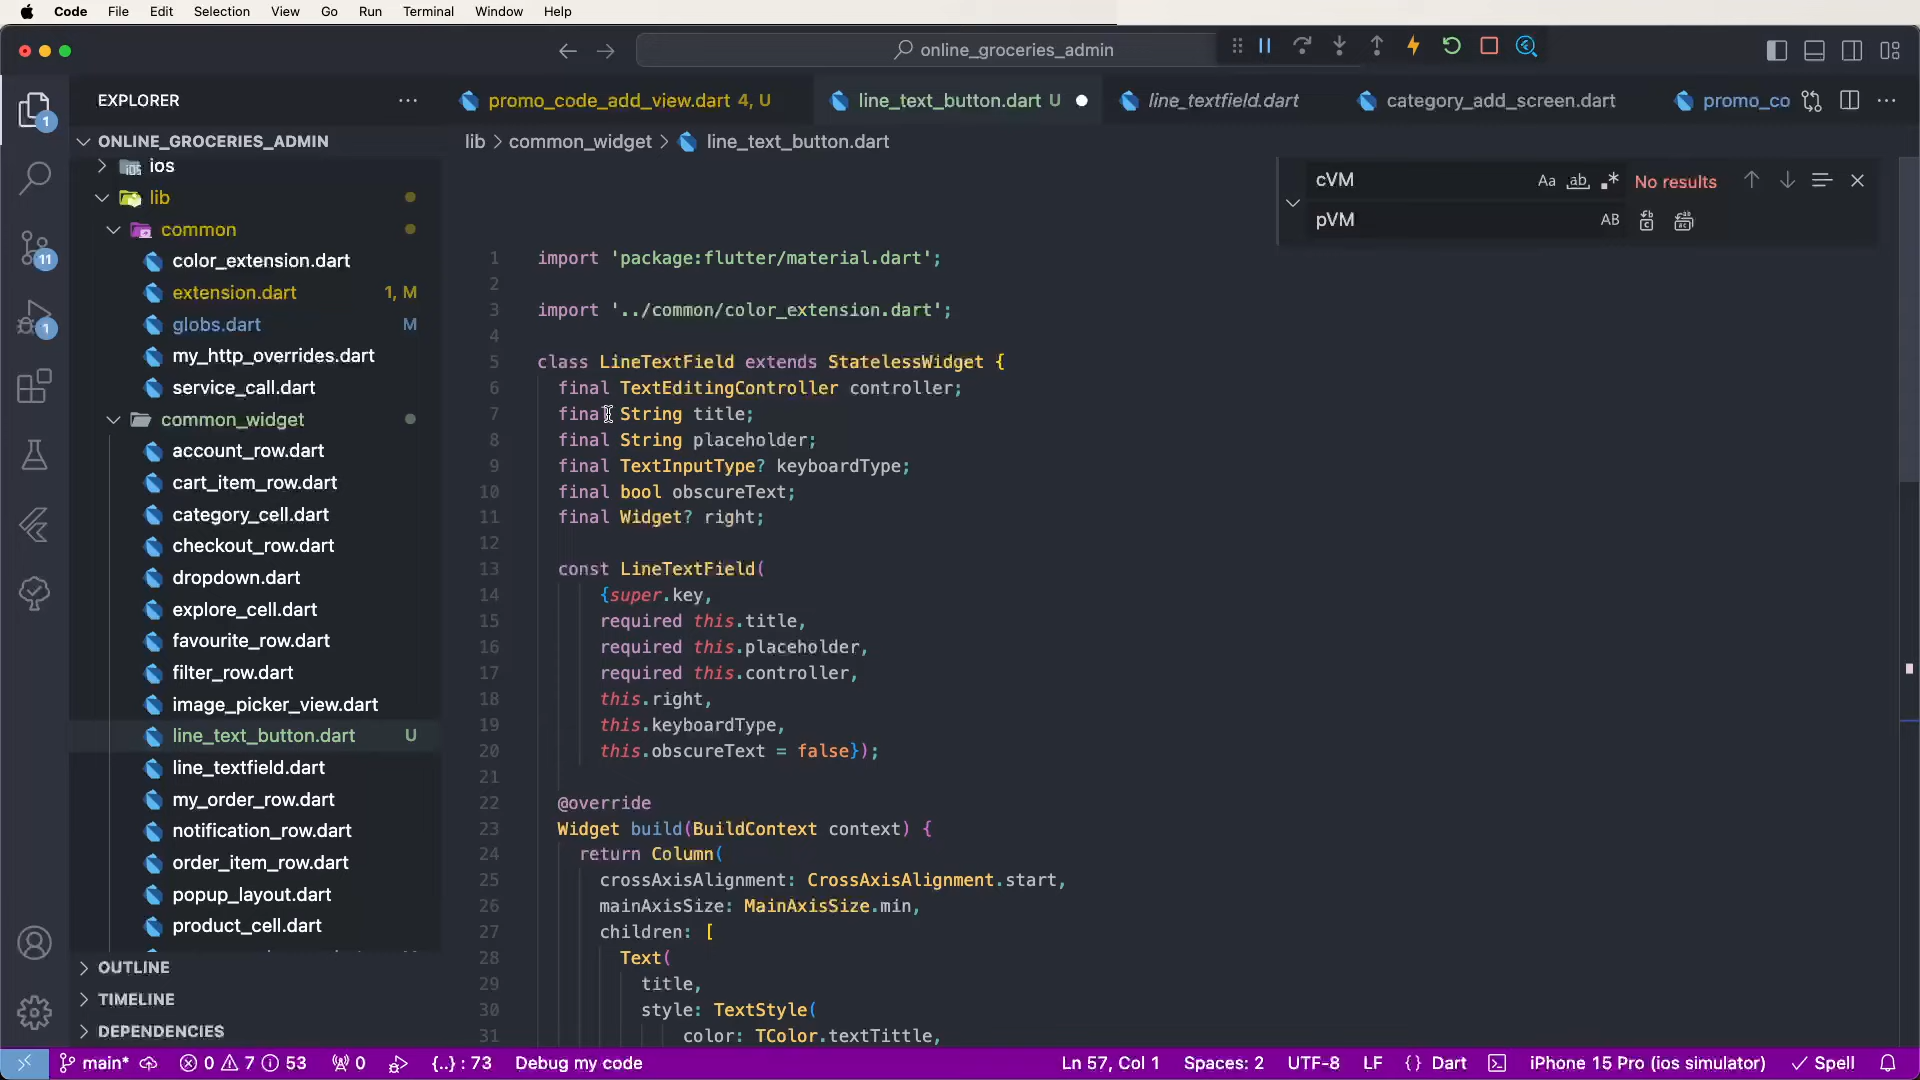 Code File Edit Selection View Go Run Terminal Window Help
online_groceries_admin
EXPLORER
promo_code_add_view.dart 4, U
line_text_button.dart U
line_textfield.dart
category_add_screen.dart
promo_co
ONLINE_GROCERIES_ADMIN
lib > common_widget > line_text_button.dart
ios
lib
common
color_extension.dart
extension.dart 1, M
globs.dart M
my_http_overrides.dart
service_call.dart
common_widget
account_row.dart
cart_item_row.dart
category_cell.dart
checkout_row.dart
dropdown.dart
explore_cell.dart
favourite_row.dart
filter_row.dart
image_picker_view.dart
line_text_button.dart U
line_textfield.dart
my_order_row.dart
notification_row.dart
order_item_row.dart
popup_layout.dart
product_cell.dart
OUTLINE
TIMELINE
DEPENDENCIES
1
11
1
cVM Aa ab .* No results
pVM AB
1 import 'package:flutter/material.dart';
2
3 import '../common/color_extension.dart';
4
5 class LineTextField extends StatelessWidget {
6 final TextEditingController controller;
7 final String title;
8 final String placeholder;
9 final TextInputType? keyboardType;
10 final bool obscureText;
11 final Widget? right;
12
13 const LineTextField(
14 {super.key,
15 required this.title,
16 required this.placeholder,
17 required this.controller,
18 this.right,
19 this.keyboardType,
20 this.obscureText = false});
21
22 @override
23 Widget build(BuildContext context) {
24 return Column(
25 crossAxisAlignment: CrossAxisAlignment.start,
26 mainAxisSize: MainAxisSize.min,
27 children: [
28 Text(
29 title,
30 style: TextStyle(
31 color: TColor.textTittle,
main* 0 7 53 0 {..} : 73 Debug my code Ln 57, Col 1 Spaces: 2 UTF-8 LF {} Dart iPhone 15 Pro (ios simulator) Spell